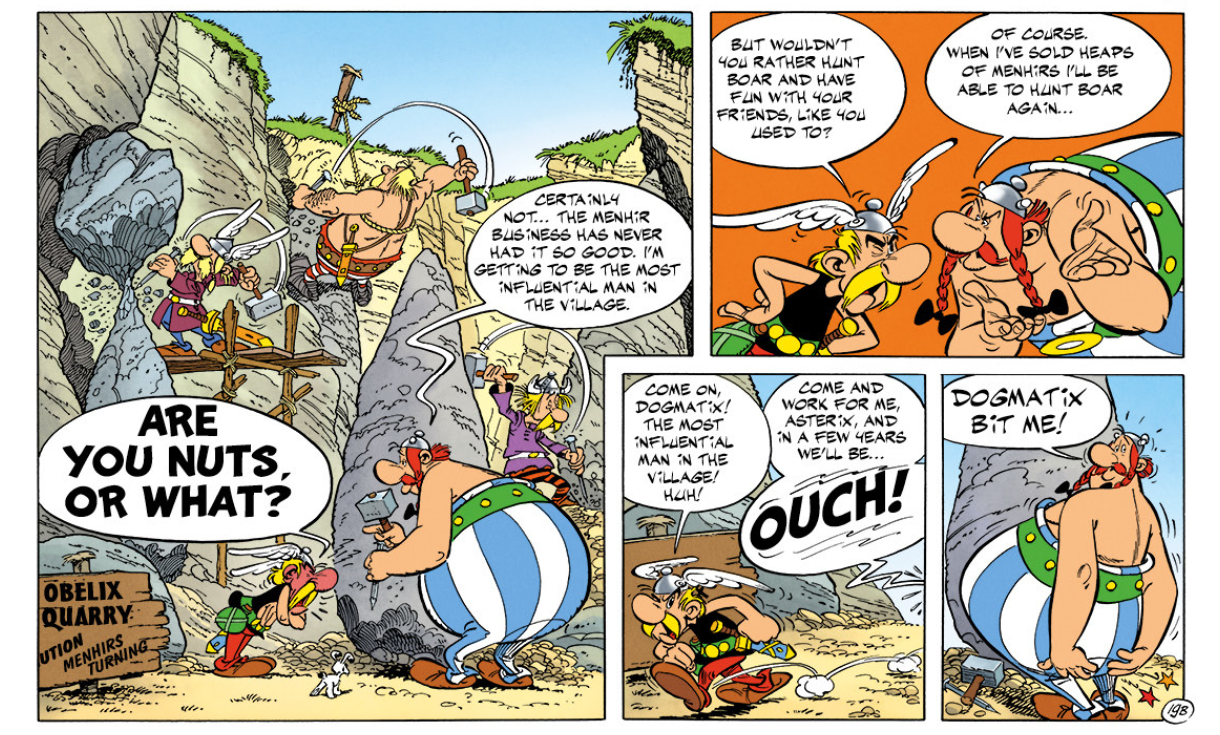 ARE
YOU NUTS,
OR WHAT?
CERTAINLY
NOT... THE MENHIR
BUSINESS HAS NEVER
HAD IT SO GOOD. I'M
GETTING TO BE THE MOST
INFLUENTIAL MAN IN
THE VILLAGE.
OBELIX
QUARRY
UTION
MENHIRS
TURNING
BUT WOULDN'T
YOU RATHER HUNT
BOAR AND HAVE
FUN WITH YOUR
FRIENDS, LIKE YOU
USED TO?
OF COURSE.
WHEN I'VE SOLD HEAPS
OF MENHIRS I'LL BE
ABLE TO HUNT BOAR
AGAIN...
COME ON,
DOGMATIX!
THE MOST
INFLUENTIAL
MAN IN THE
VILLAGE!
HUH!
COME AND
WORK FOR ME,
ASTERIX, AND
IN A FEW YEARS
WE'LL BE...
OUCH!
DOGMATIX
BIT ME!
19B